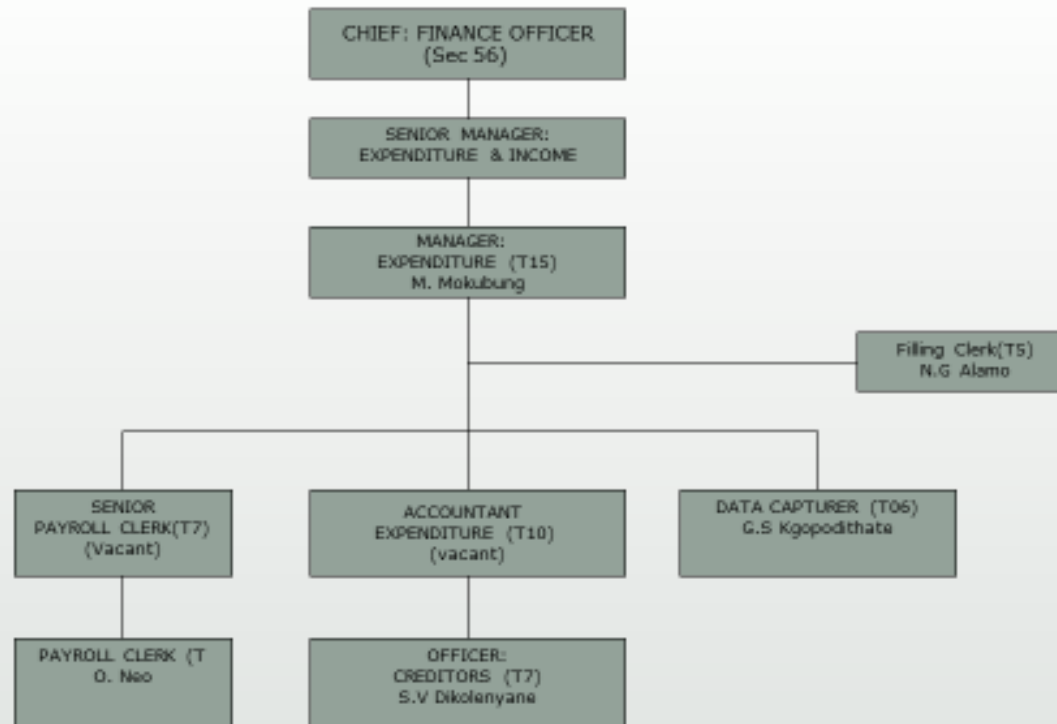 CHIEF: FINANCE OFFICER
(Sec 56)
SENIOR MANAGER:
EXPENDITURE & INCOME
MANAGER:
EXPENDITURE (T15)
M. Mokubung
Filling Clerk(T5)
N.G Alamo
SENIOR
PAYROLL CLERK(T7)
(Vacant)
ACCOUNTANT
EXPENDITURE (T10)
(vacant)
DATA CAPTURER (T06)
G.S Kgopodithate
PAYROLL CLERK (T
O. Neo
OFFICER:
CREDITORS (T7)
S.V Dikolenyane